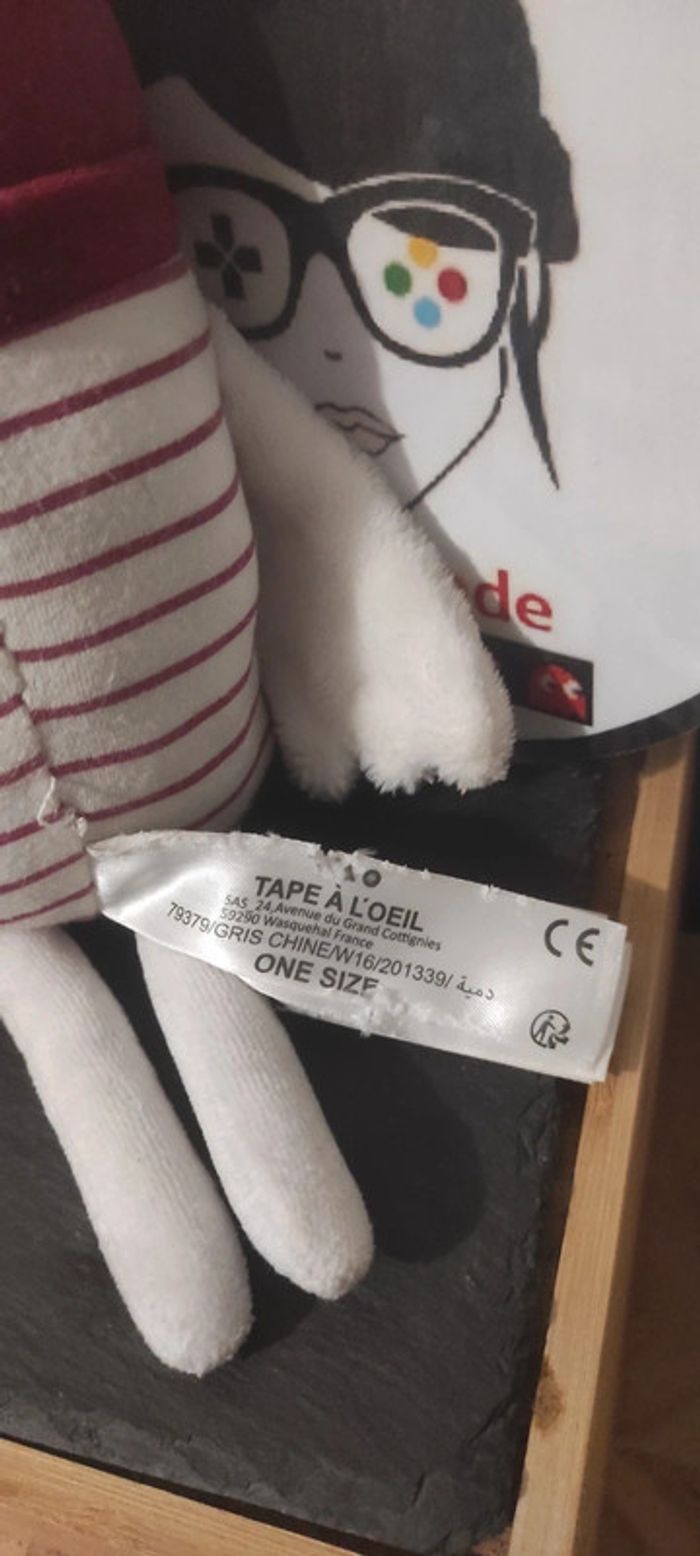 de
TAPE À L'OEIL
SAS 24,Avenue du Grand Cottignies
59290 Wasquehal France
79379/GRIS CHINE/W16/201339/ دمية
ONE SIZE
CE